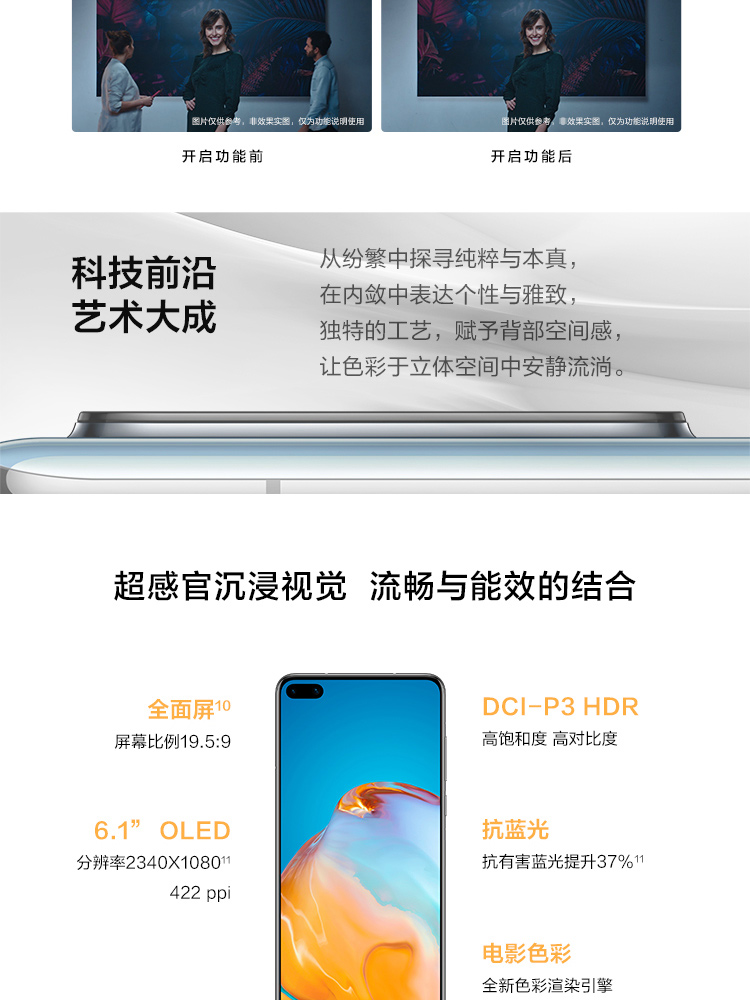 图片仅供参考，非效果实图，仅为功能说明使用
图片仅供参考，非效果实图，仅为功能说明使用
开启功能前
开启功能后
科技前沿
艺术大成
从纷繁中探寻纯粹与本真，
在内敛中表达个性与雅致，
独特的工艺，赋予背部空间感，
让色彩于立体空间中安静流淌。
超感官沉浸视觉 流畅与能效的结合
全面屏10
屏幕比例19.5:9
6.1” OLED
分辨率2340X108011
422 ppi
DCI-P3 HDR
高饱和度 高对比度
抗蓝光
抗有害蓝光提升37%11
电影色彩
全新色彩渲染引擎